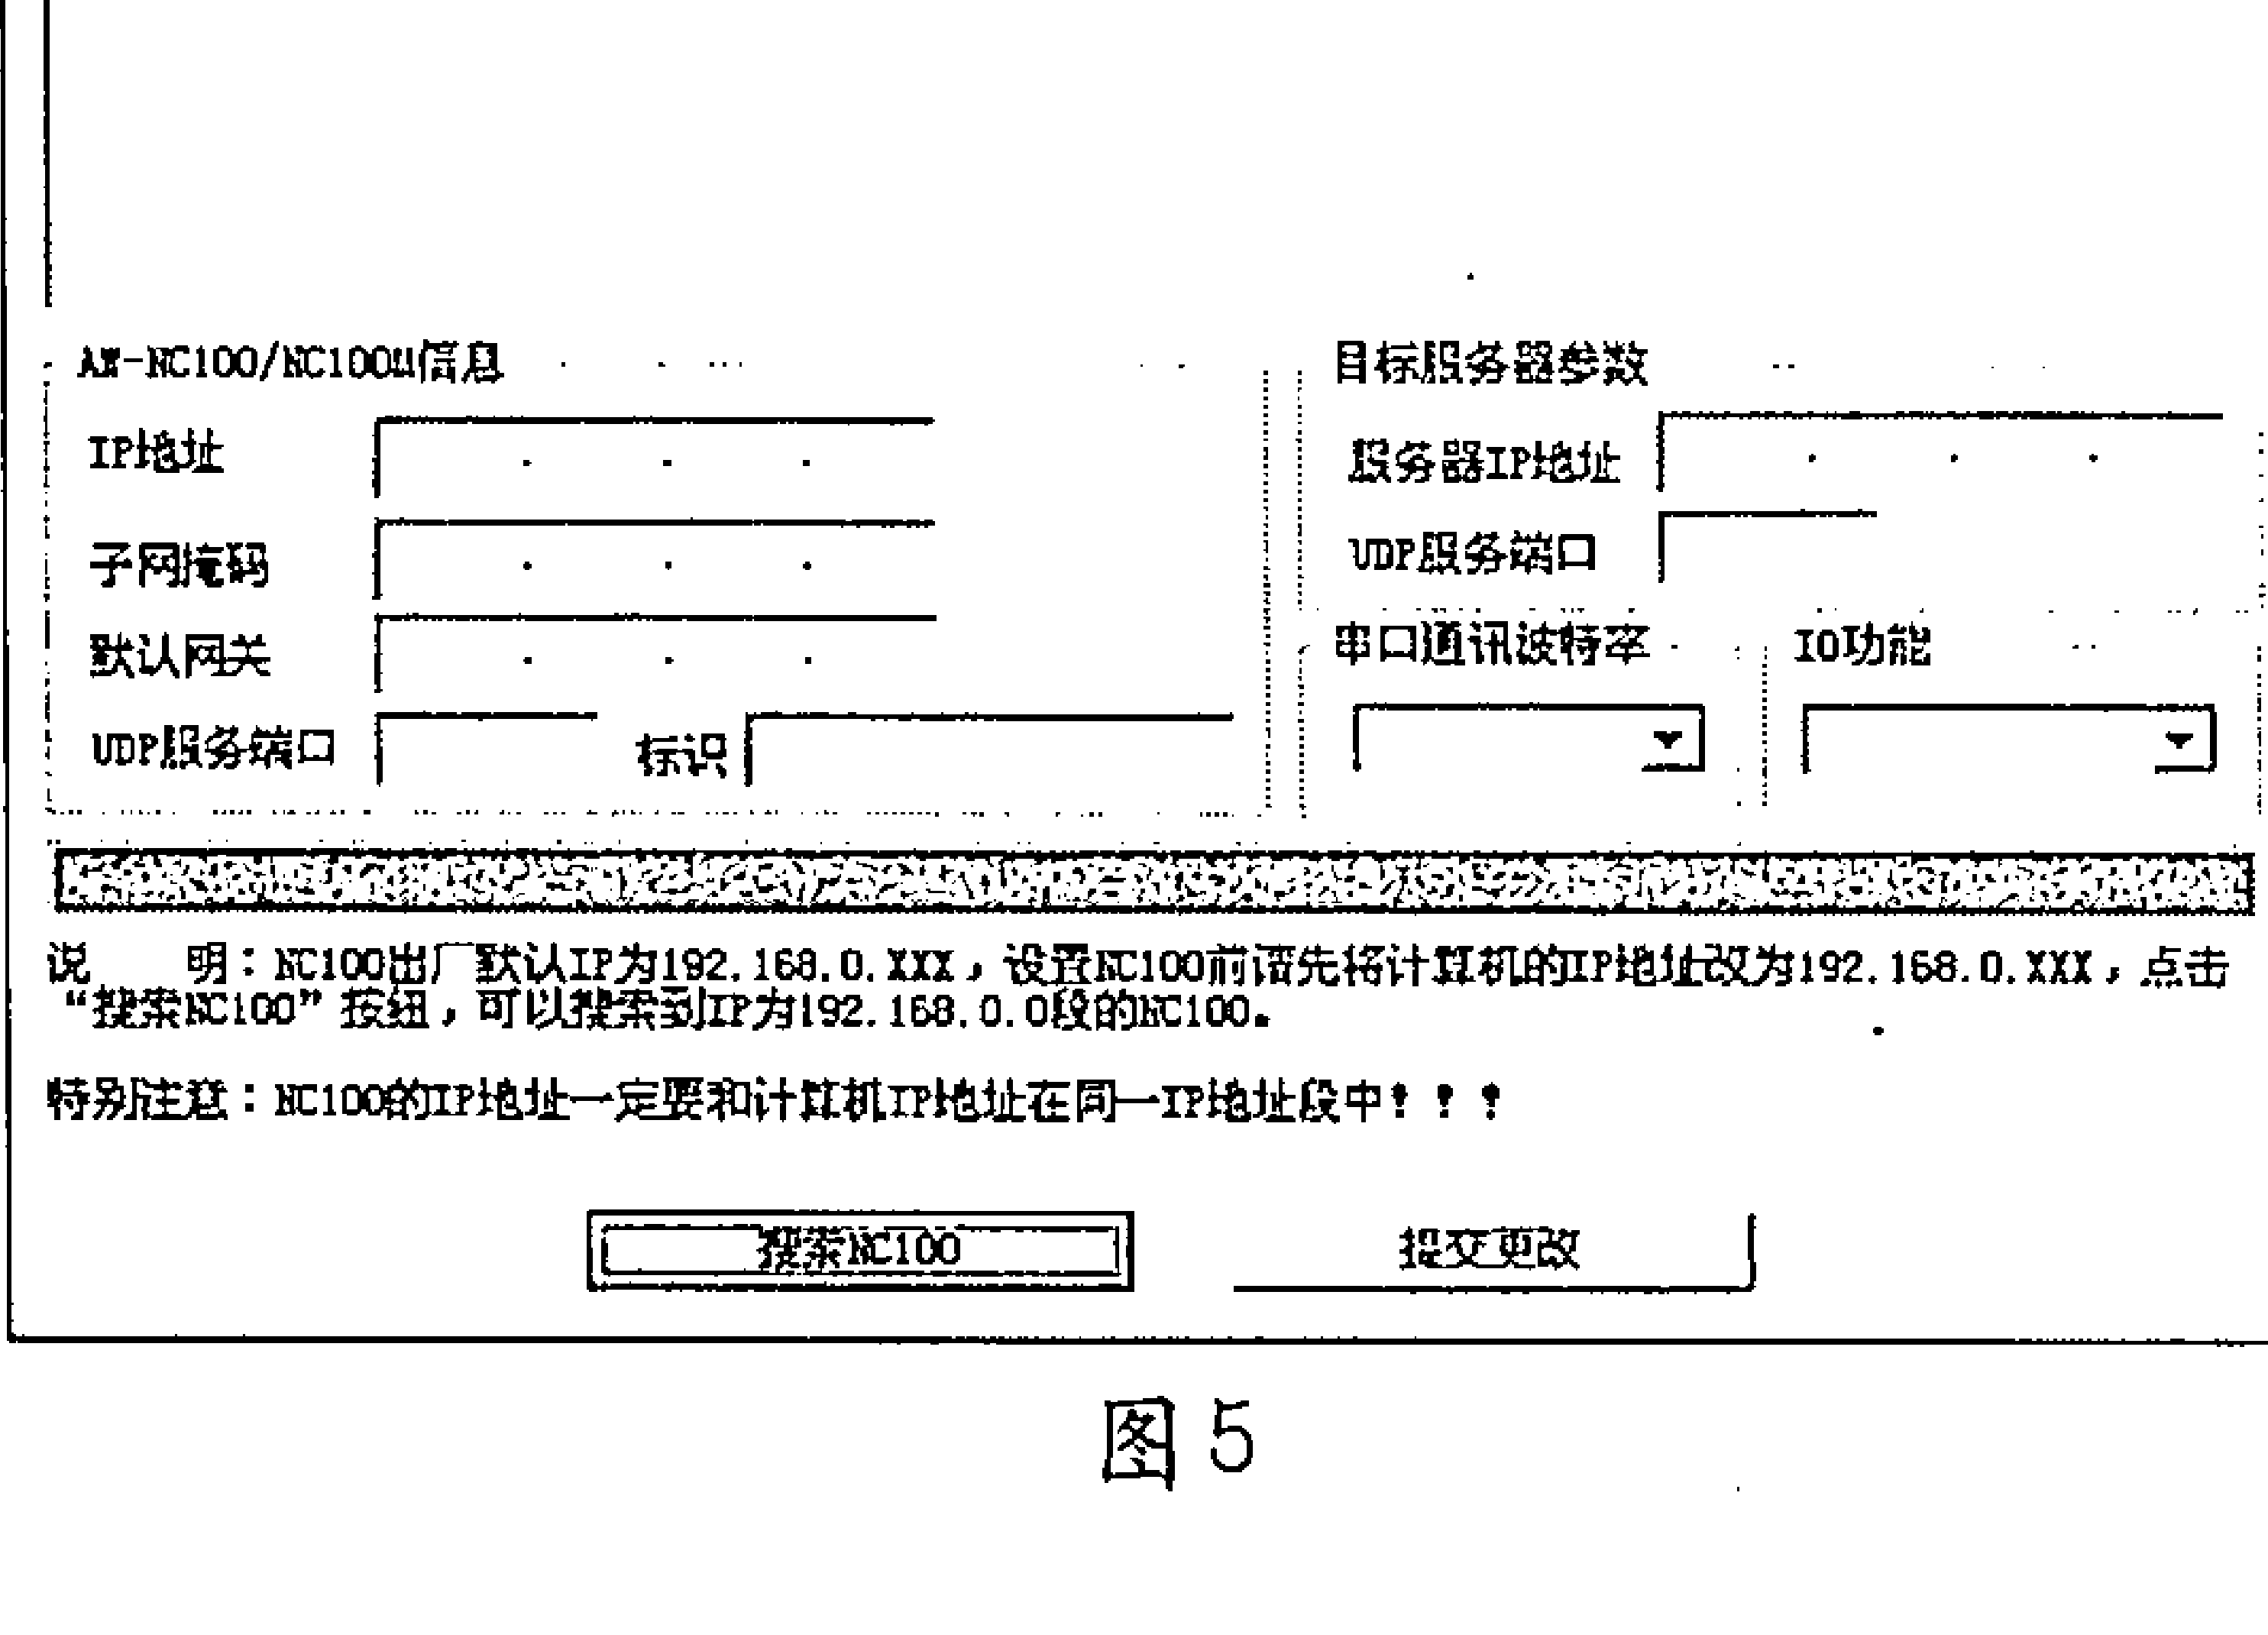 AW-NC100/NC100M信息
IP地址
子网掩码
默认网关
UDP服务端口 标识
目标服务器参数
服务器IP地址
UDP服务端口
串口通讯波特率 IO功能
说 明：NC100出厂默认IP为192.168.0.XXX，设置NC100前请先将计算机的IP地址改为192.168.0.XXX，点击
“搜索NC100”按钮，可以搜索到IP为192.168.0.0段的NC100。
特别注意：NC100的IP地址一定要和计算机IP地址在同一IP地址段中！！！
搜索NC100 提交更改
图5